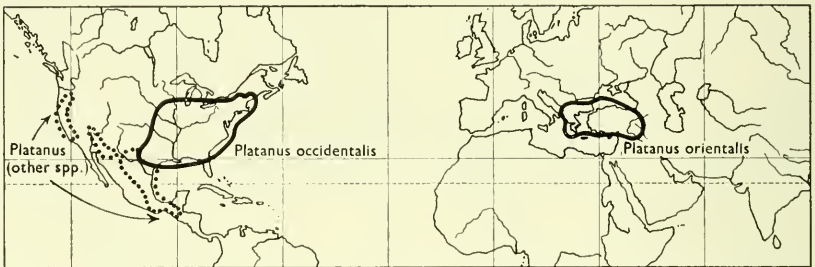 Platanus
(other spp.)
Platanus occidentalis
Platanus orientalis